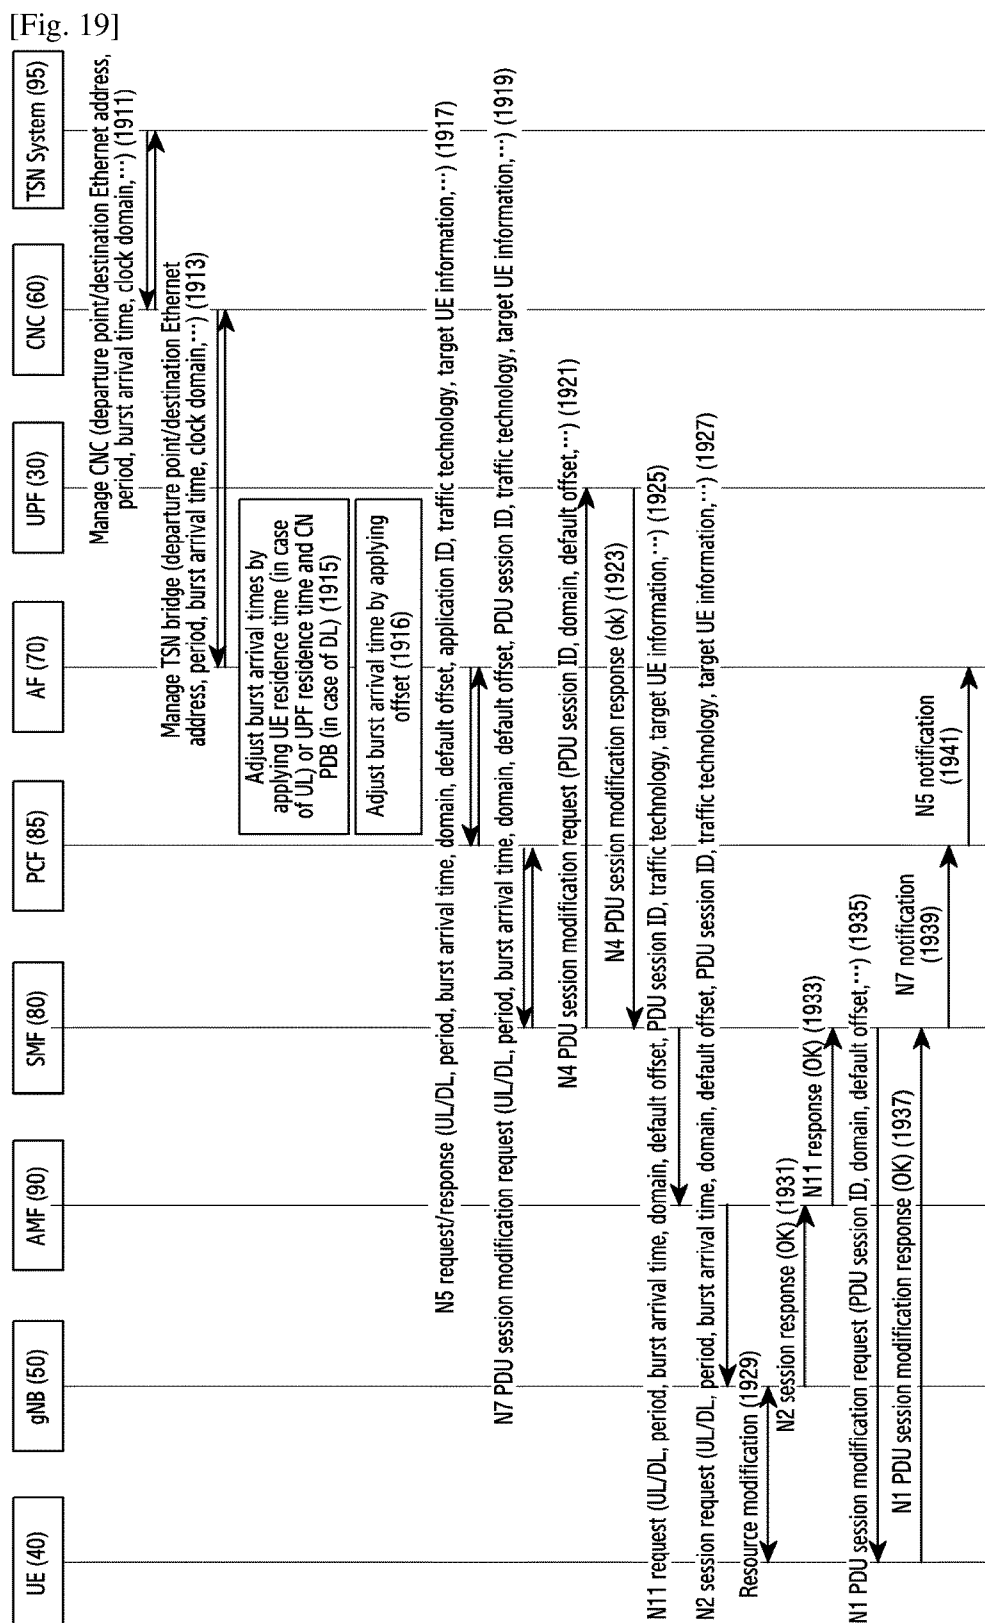 [Fig. 19]
UE (40)
gNB (50)
AMF (90)
SMF (80)
PCF (85)
AF (70)
UPF (30)
CNC (60)
TSN System (95)
Manage CNC (departure point/destination Ethernet address,
period, burst arrival time, clock domain,···) (1911)
Manage TSN bridge (departure point/destination Ethernet
address, period, burst arrival time, clock domain,···) (1913)
Adjust burst arrival times by
applying UE residence time (in case
of UL) or UPF residence time and CN
PDB (in case of DL) (1915)
Adjust burst arrival time by applying
offset (1916)
N5 request/response (UL/DL, period, burst arrival time, domain, default offset, application ID, traffic technology, target UE information,···) (1917)
N7 PDU session modification request (UL/DL, period, burst arrival time, domain, default offset, PDU session ID, traffic technology, target UE information,···) (1919)
N4 PDU session modification request (PDU session ID, domain, default offset,···) (1921)
N4 PDU session modification response (ok) (1923)
N11 request (UL/DL, period, burst arrival time, domain, default offset, PDU session ID, traffic technology, target UE information,···) (1925)
N2 session request (UL/DL, period, burst arrival time, domain, default offset, PDU session ID, traffic technology, target UE information,···) (1927)
Resource modification (1929)
N2 session response (OK) (1931)
N11 response (OK) (1933)
N1 PDU session modification request (PDU session ID, domain, default offset,···) (1935)
N1 PDU session modification response (OK) (1937)
N7 notification
(1939)
N5 notification
(1941)